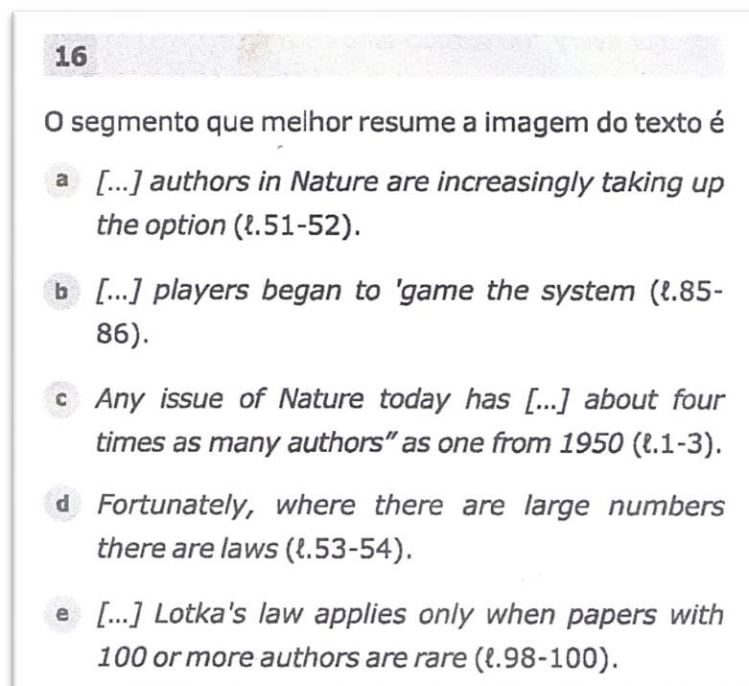 16
O segmento que melhor resume a imagem do texto é
a [...] authors in Nature are increasingly taking up
the option (ℓ.51-52).
b [...] players began to 'game the system (ℓ.85-
86).
c Any issue of Nature today has [...] about four
times as many authors” as one from 1950 (ℓ.1-3).
d Fortunately, where there are large numbers
there are laws (ℓ.53-54).
e [...] Lotka's law applies only when papers with
100 or more authors are rare (ℓ.98-100).